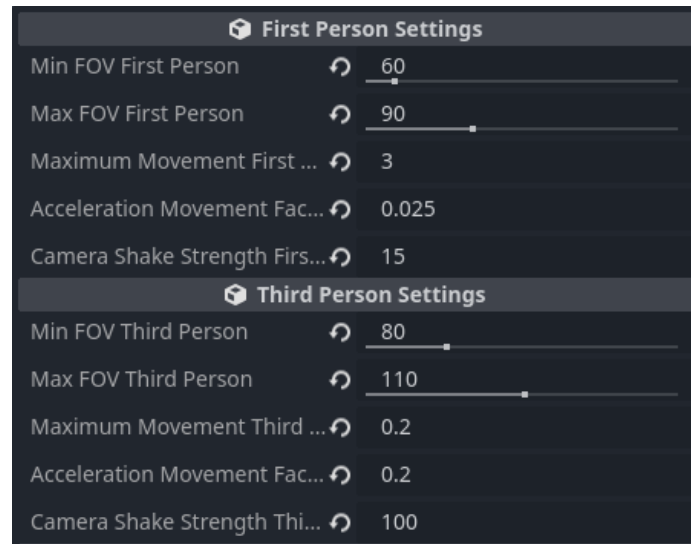 First Person Settings
Min FOV First Person 60
Max FOV First Person 90
Maximum Movement First ... 3
Acceleration Movement Fac... 0.025
Camera Shake Strength Firs... 15
Third Person Settings
Min FOV Third Person 80
Max FOV Third Person 110
Maximum Movement Third ... 0.2
Acceleration Movement Fac... 0.2
Camera Shake Strength Thi... 100